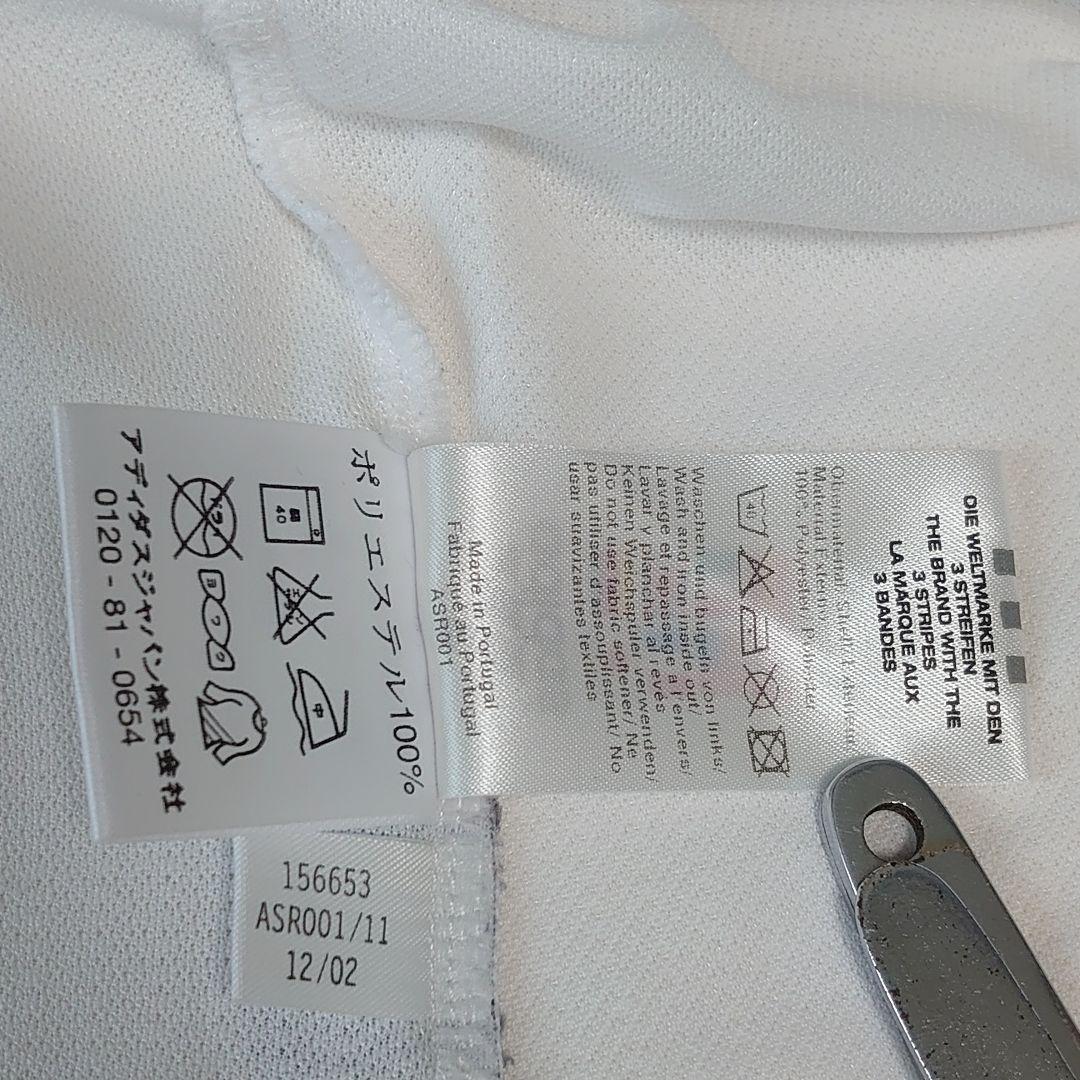 DIE WELTMARKE MIT DEN
3 STREIFEN
THE BRAND WITH THE
3 STRIPES
LA MARQUE AUX
3 BANDES
100% Polyester
40
Waschen und bugeln von links/
Wash and iron inside out/
Lavage et repassage a l'envers/
Lavar y planchar al revés
Keinen Weichspüler verwenden/
Do not use fabric softener/ Ne
pas utiliser d'assouplissant/ No
usar suavizantes textiles
Made in Portugal
Fabriqué au Portugal
ASR001
ポリエステル100%
40
中
アディダスジャパン株式会社
0120-81-0654
156653
ASR001/11
12/02